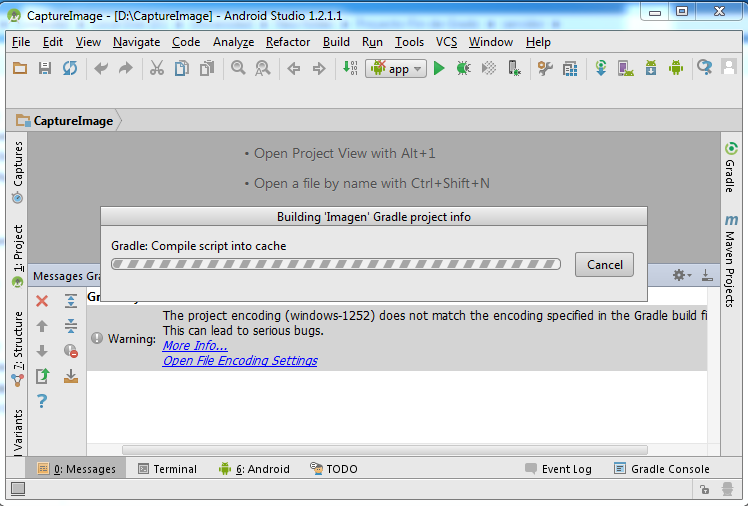 CaptureImage - [D:\CaptureImage] - Android Studio 1.2.1.1
File Edit View Navigate Code Analyze Refactor Build Run Tools VCS Window Help
app
CaptureImage
Captures
1: Project
7: Structure
Variants
• Open Project View with Alt+1
• Open a file by name with Ctrl+Shift+N
Building 'Imagen' Gradle project info
Gradle: Compile script into cache
Cancel
Messages Gra
The project encoding (windows-1252) does not match the encoding specified in the Gradle build fi
Warning:
This can lead to serious bugs.
More Info...
Open File Encoding Settings
Gradle
Maven Projects
0: Messages Terminal 6: Android TODO Event Log Gradle Console